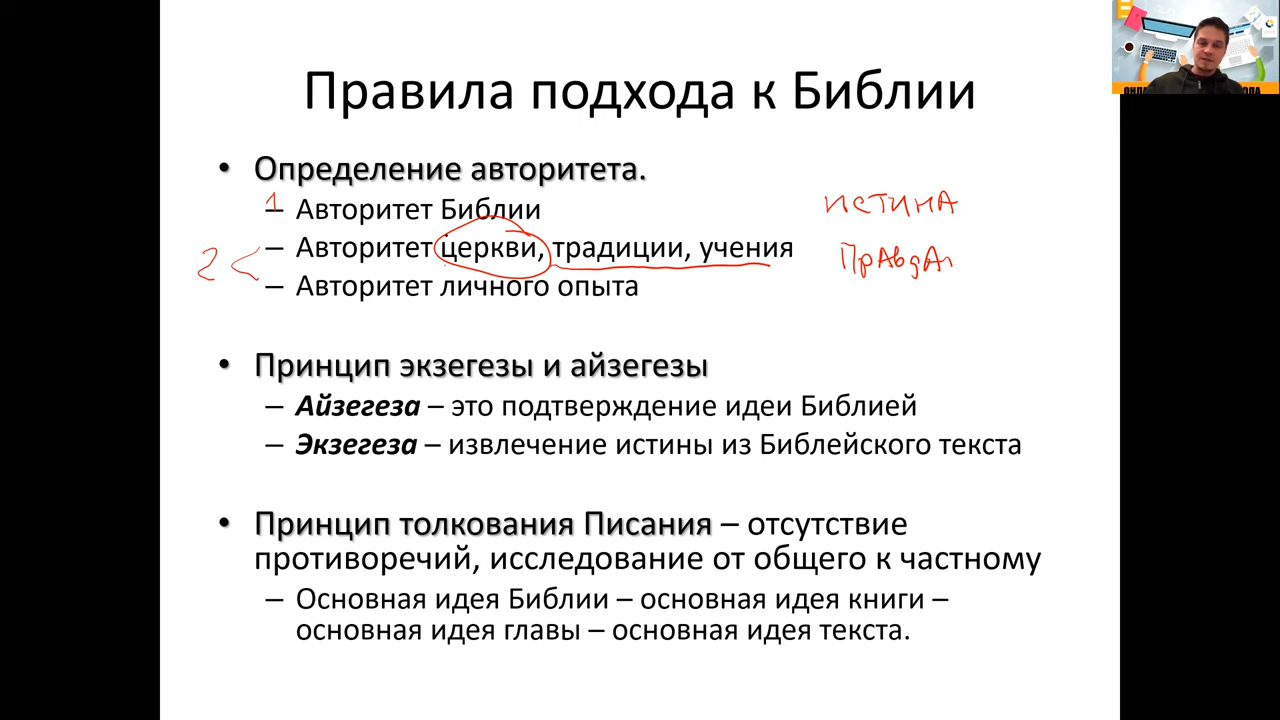 Правила подхода к Библии
• Определение авторитета.
1 – Авторитет Библии ИСТИНА
2 < – Авторитет церкви, традиции, учения ПРАВДА
– Авторитет личного опыта
• Принцип экзегезы и айзегезы
– Айзегеза – это подтверждение идеи Библией
– Экзегеза – извлечение истины из Библейского текста
• Принцип толкования Писания – отсутствие
противоречий, исследование от общего к частному
– Основная идея Библии – основная идея книги –
основная идея главы – основная идея текста.